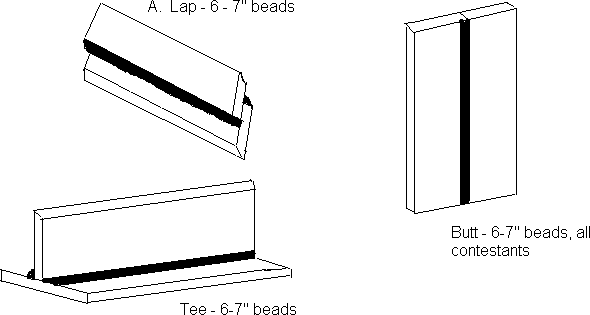 A. Lap - 6 - 7" beads
Butt - 6-7" beads, all
contestants
Tee - 6-7" beads